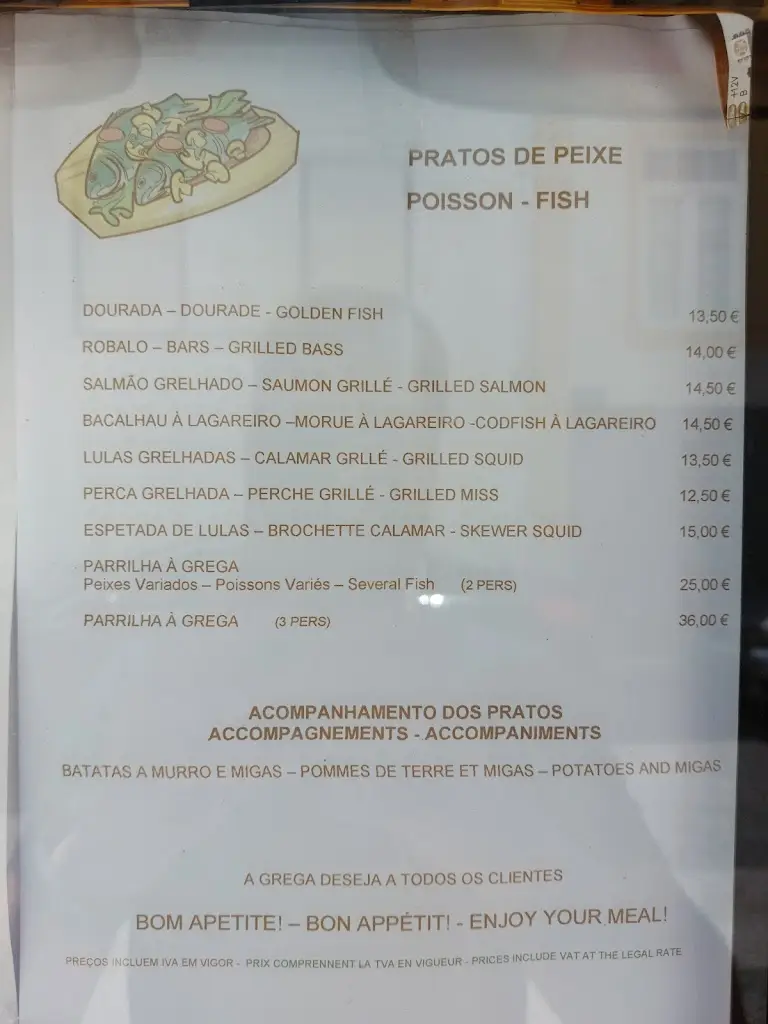 +12V
B
PRATOS DE PEIXE
POISSON - FISH
DOURADA – DOURADE - GOLDEN FISH 13,50 €
ROBALO – BARS – GRILLED BASS 14,00 €
SALMÃO GRELHADO – SAUMON GRILLÉ - GRILLED SALMON 14,50 €
BACALHAU À LAGAREIRO –MORUE À LAGAREIRO -CODFISH À LAGAREIRO 14,50 €
LULAS GRELHADAS – CALAMAR GRLLÉ - GRILLED SQUID 13,50 €
PERCA GRELHADA – PERCHE GRILLÉ - GRILLED MISS 12,50 €
ESPETADA DE LULAS – BROCHETTE CALAMAR - SKEWER SQUID 15,00 €
PARRILHA À GREGA
Peixes Variados – Poissons Variés – Several Fish (2 PERS) 25,00 €
PARRILHA À GREGA (3 PERS) 36,00 €
ACOMPANHAMENTO DOS PRATOS
ACCOMPAGNEMENTS - ACCOMPANIMENTS
BATATAS A MURRO E MIGAS – POMMES DE TERRE ET MIGAS – POTATOES AND MIGAS
A GREGA DESEJA A TODOS OS CLIENTES
BOM APETITE! – BON APPÉTIT! - ENJOY YOUR MEAL!
PREÇOS INCLUEM IVA EM VIGOR - PRIX COMPRENNENT LA TVA EN VIGUEUR - PRICES INCLUDE VAT AT THE LEGAL RATE